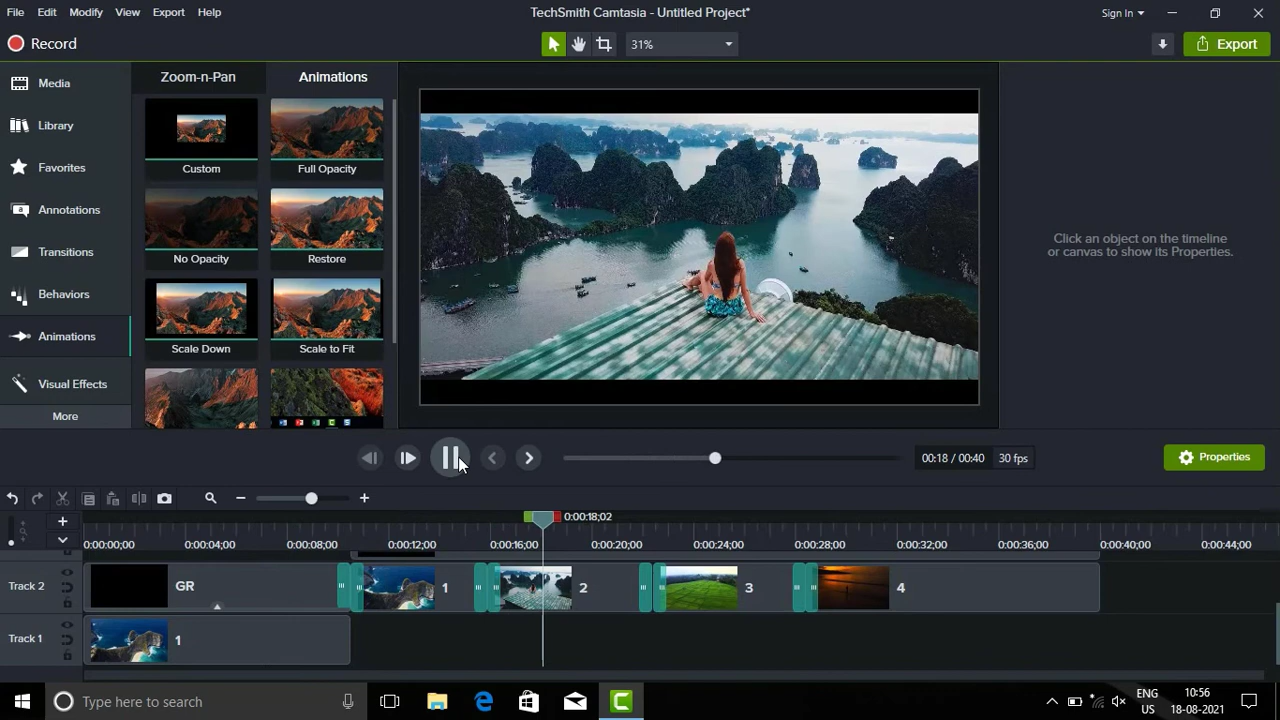 File Edit Modify View Export Help
TechSmith Camtasia - Untitled Project*
Sign In
Record
31%
Export
Media
Library
Favorites
Annotations
Transitions
Behaviors
Animations
Visual Effects
More
Zoom-n-Pan
Animations
Custom
Full Opacity
No Opacity
Restore
Scale Down
Scale to Fit
Click an object on the timeline
or canvas to show its Properties.
00:18 / 00:40
30 fps
Properties
0:00:18;02
0:00:00;00 0:00:04;00 0:00:08;00 0:00:12;00 0:00:16;00 0:00:20;00 0:00:24;00 0:00:28;00 0:00:32;00 0:00:36;00 0:00:40;00 0:00:44;00
Track 2
GR
1
2
3
4
Track 1
1
Type here to search
ENG
US
10:56
18-08-2021